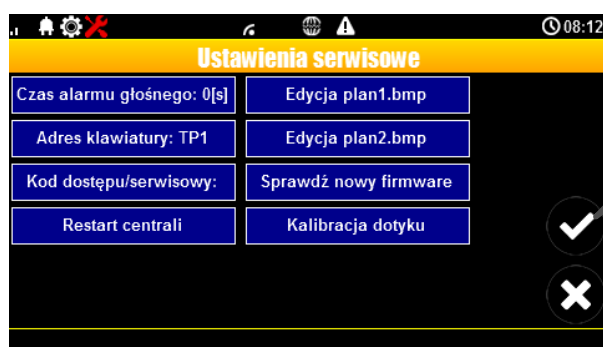 08:12
Ustawienia serwisowe
Czas alarmu głośnego: 0[s]
Edycja plan1.bmp
Adres klawiatury: TP1
Edycja plan2.bmp
Kod dostępu/serwisowy:
Sprawdź nowy firmware
Restart centrali
Kalibracja dotyku